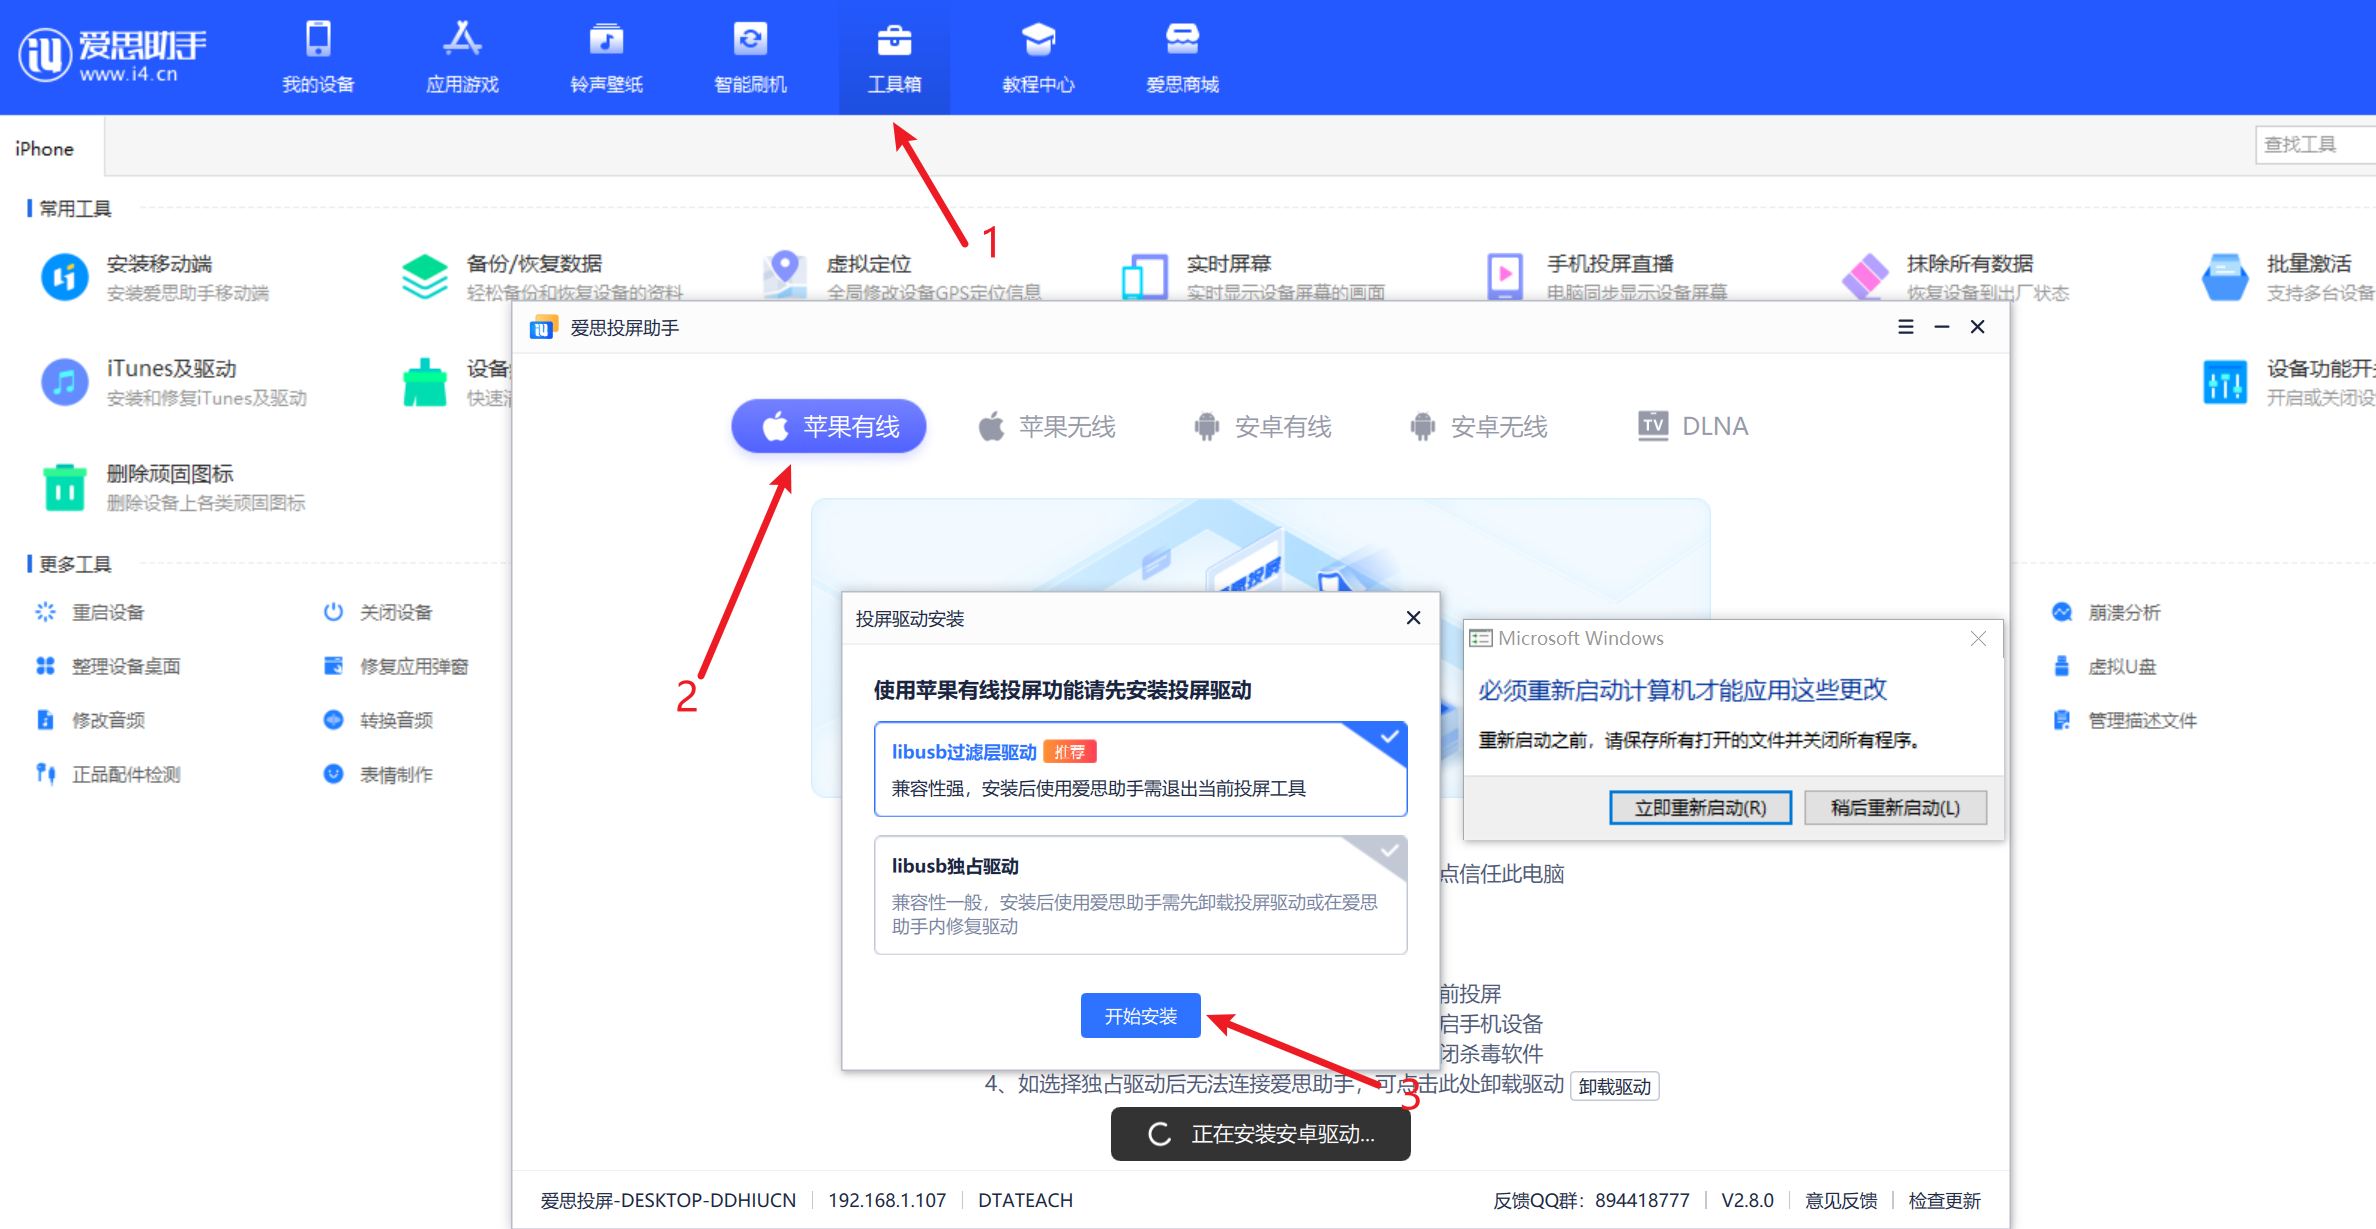 爱思助手
www.i4.cn
我的设备
应用游戏
铃声壁纸
智能刷机
工具箱
教程中心
爱思商城
iPhone
查找工具
1
常用工具
安装移动端
安装爱思助手移动端
备份/恢复数据
轻松备份和恢复设备的资料
虚拟定位
全局修改设备GPS定位信息
实时屏幕
实时显示设备屏幕的画面
手机投屏直播
电脑同步显示设备屏幕
抹除所有数据
恢复设备到出厂状态
批量激活
支持多台设备
iTunes及驱动
安装和修复iTunes及驱动
设备
快速
设备功能开
开启或关闭设
删除顽固图标
删除设备上各类顽固图标
更多工具
重启设备
关闭设备
整理设备桌面
修复应用弹窗
修改音频
转换音频
正品配件检测
表情制作
崩溃分析
虚拟U盘
管理描述文件
爱思投屏助手
苹果有线
苹果无线
安卓有线
安卓无线
TV DLNA
2
投屏驱动安装
使用苹果有线投屏功能请先安装投屏驱动
libusb过滤层驱动 推荐
兼容性强，安装后使用爱思助手需退出当前投屏工具
libusb独占驱动
兼容性一般，安装后使用爱思助手需先卸载投屏驱动或在爱思
助手内修复驱动
开始安装
3
Microsoft Windows
必须重新启动计算机才能应用这些更改
重新启动之前，请保存所有打开的文件并关闭所有程序。
立即重新启动(R)
稍后重新启动(L)
点信任此电脑
前投屏
启手机设备
闭杀毒软件
4、如选择独占驱动后无法连接爱思助手，可点击此处卸载驱动 卸载驱动
正在安装安卓驱动...
爱思投屏-DESKTOP-DDHIUCN
192.168.1.107
DTATEACH
反馈QQ群：894418777
V2.8.0
意见反馈
检查更新